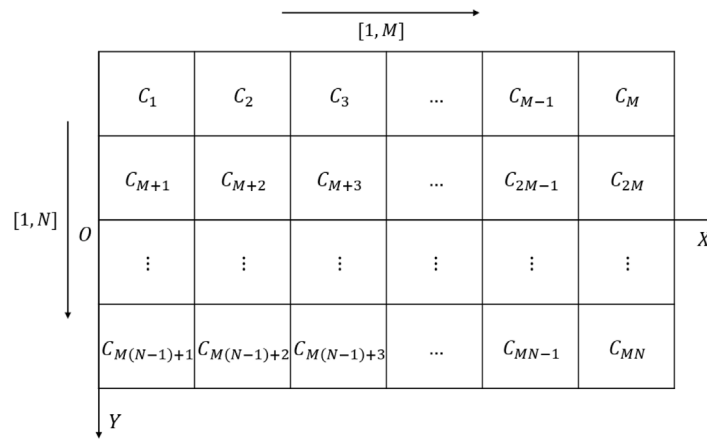 [1, M]
C_1 C_2 C_3 … C_{M−1} C_M
C_{M+1} C_{M+2} C_{M+3} … C_{2M−1} C_{2M}
[1, N]
O X
⋮ ⋮ ⋮ ⋮ ⋮ ⋮
C_{M(N−1)+1} C_{M(N−1)+2} C_{M(N−1)+3} … C_{MN−1} C_{MN}
Y